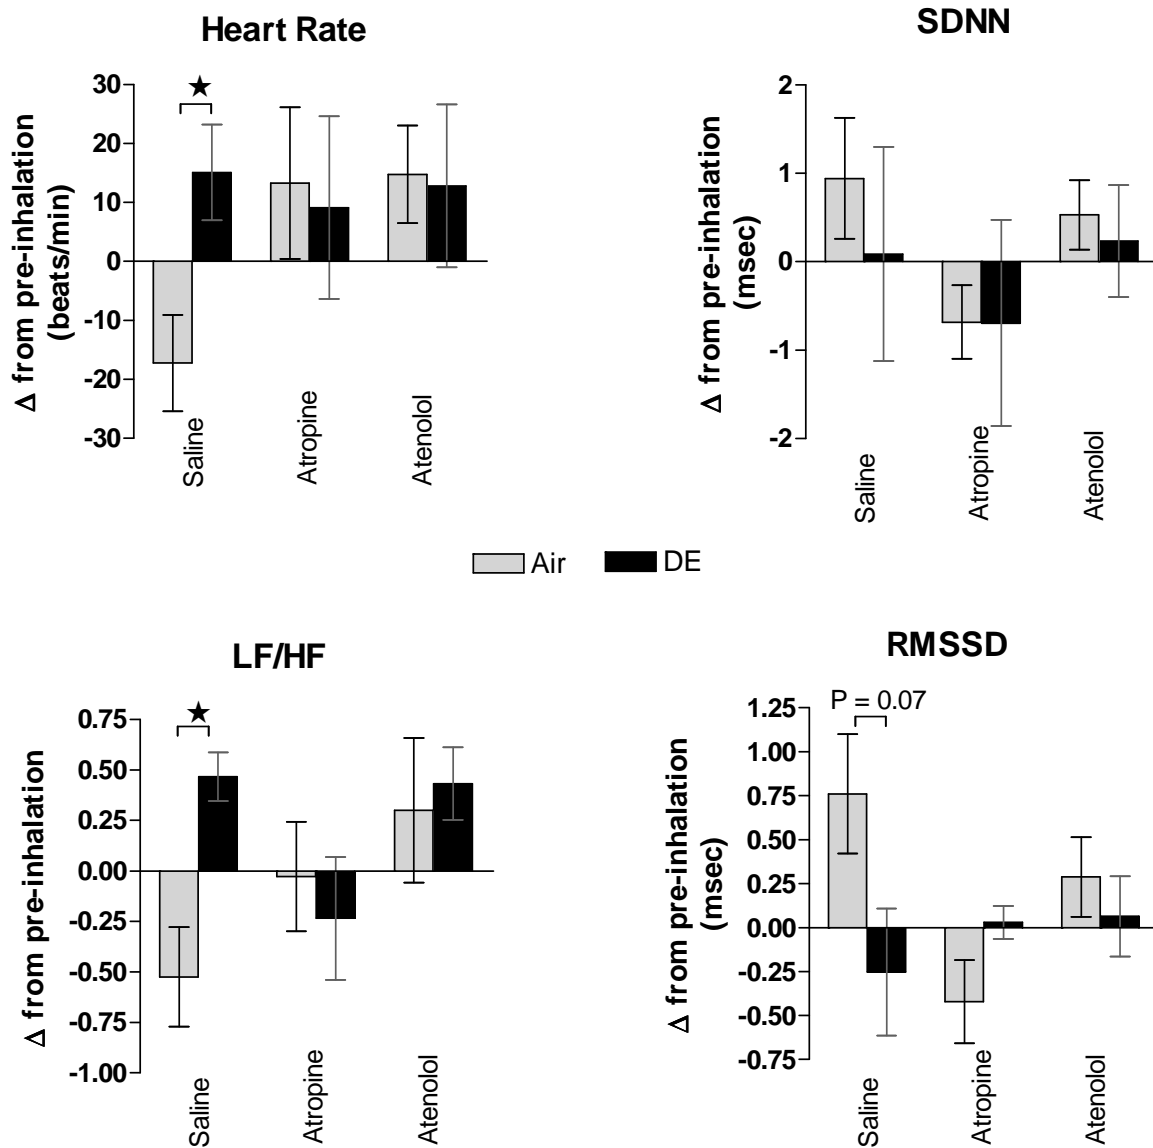 Heart Rate
Δ from pre-inhalation
(beats/min)
30
20
10
0
-10
-20
-30
★
Saline
Atropine
Atenolol
SDNN
Δ from pre-inhalation
(msec)
2
1
0
-1
-2
Saline
Atropine
Atenolol
Air
DE
LF/HF
Δ from pre-inhalation
0.75
0.50
0.25
0.00
-0.25
-0.50
-0.75
-1.00
★
Saline
Atropine
Atenolol
RMSSD
Δ from pre-inhalation
(msec)
P = 0.07
1.25
1.00
0.75
0.50
0.25
0.00
-0.25
-0.50
-0.75
Saline
Atropine
Atenolol